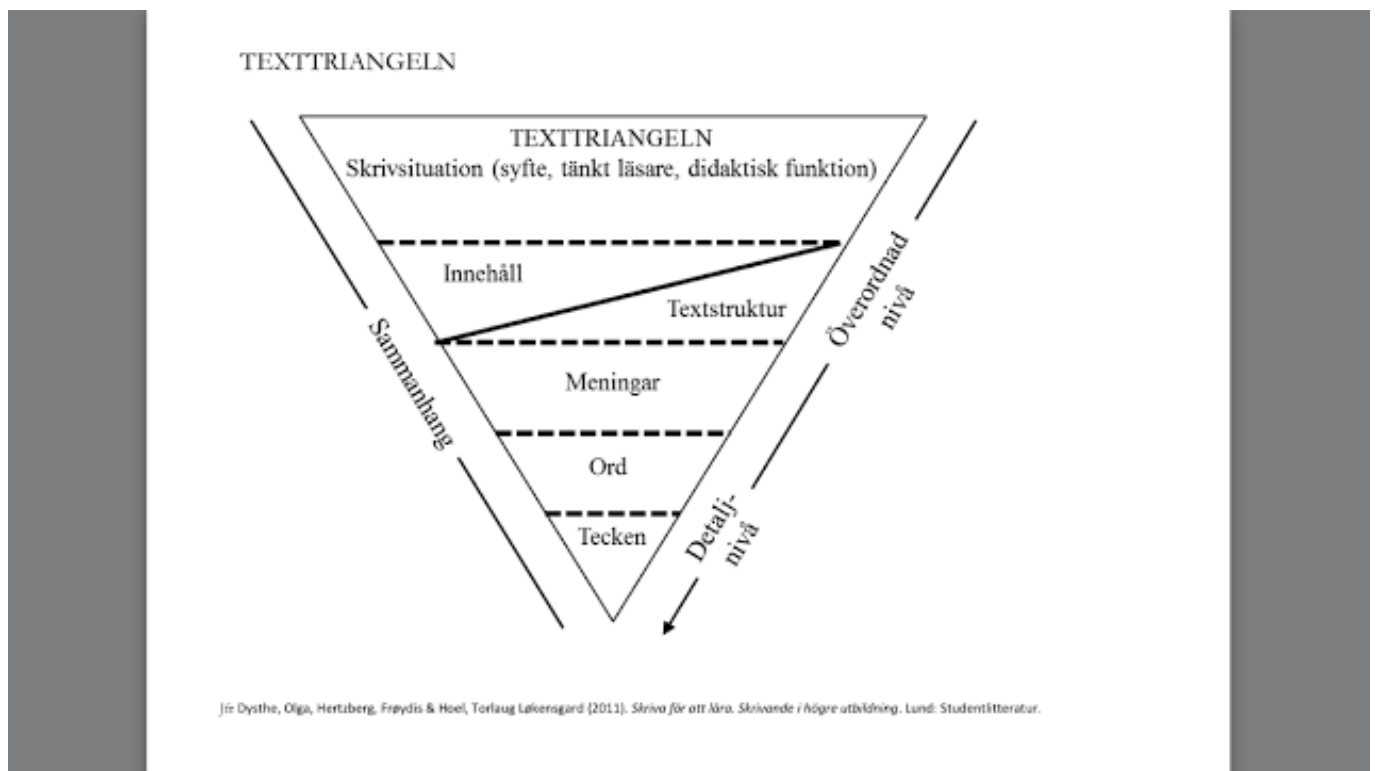 TEXTTRIANGELN
TEXTTRIANGELN
Skrivsituation (syfte, tänkt läsare, didaktisk funktion)
Innehåll
Textstruktur
Meningar
Ord
Tecken
Sammanhang
Överordnad
nivå
Detalj-
nivå
Jfr Dysthe, Olga, Hertzberg, Frøydis & Hoel, Torlaug Løkensgard (2011). Skriva för att lära. Skrivande i högre utbildning. Lund: Studentlitteratur.